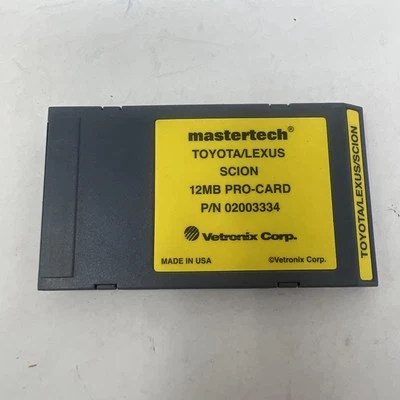 mastertech®
TOYOTA/LEXUS
SCION
12MB PRO-CARD
P/N 02003334
Vetronix Corp.
MADE IN USA
©Vetronix Corp.
TOYOTA/LEXUS/SCION